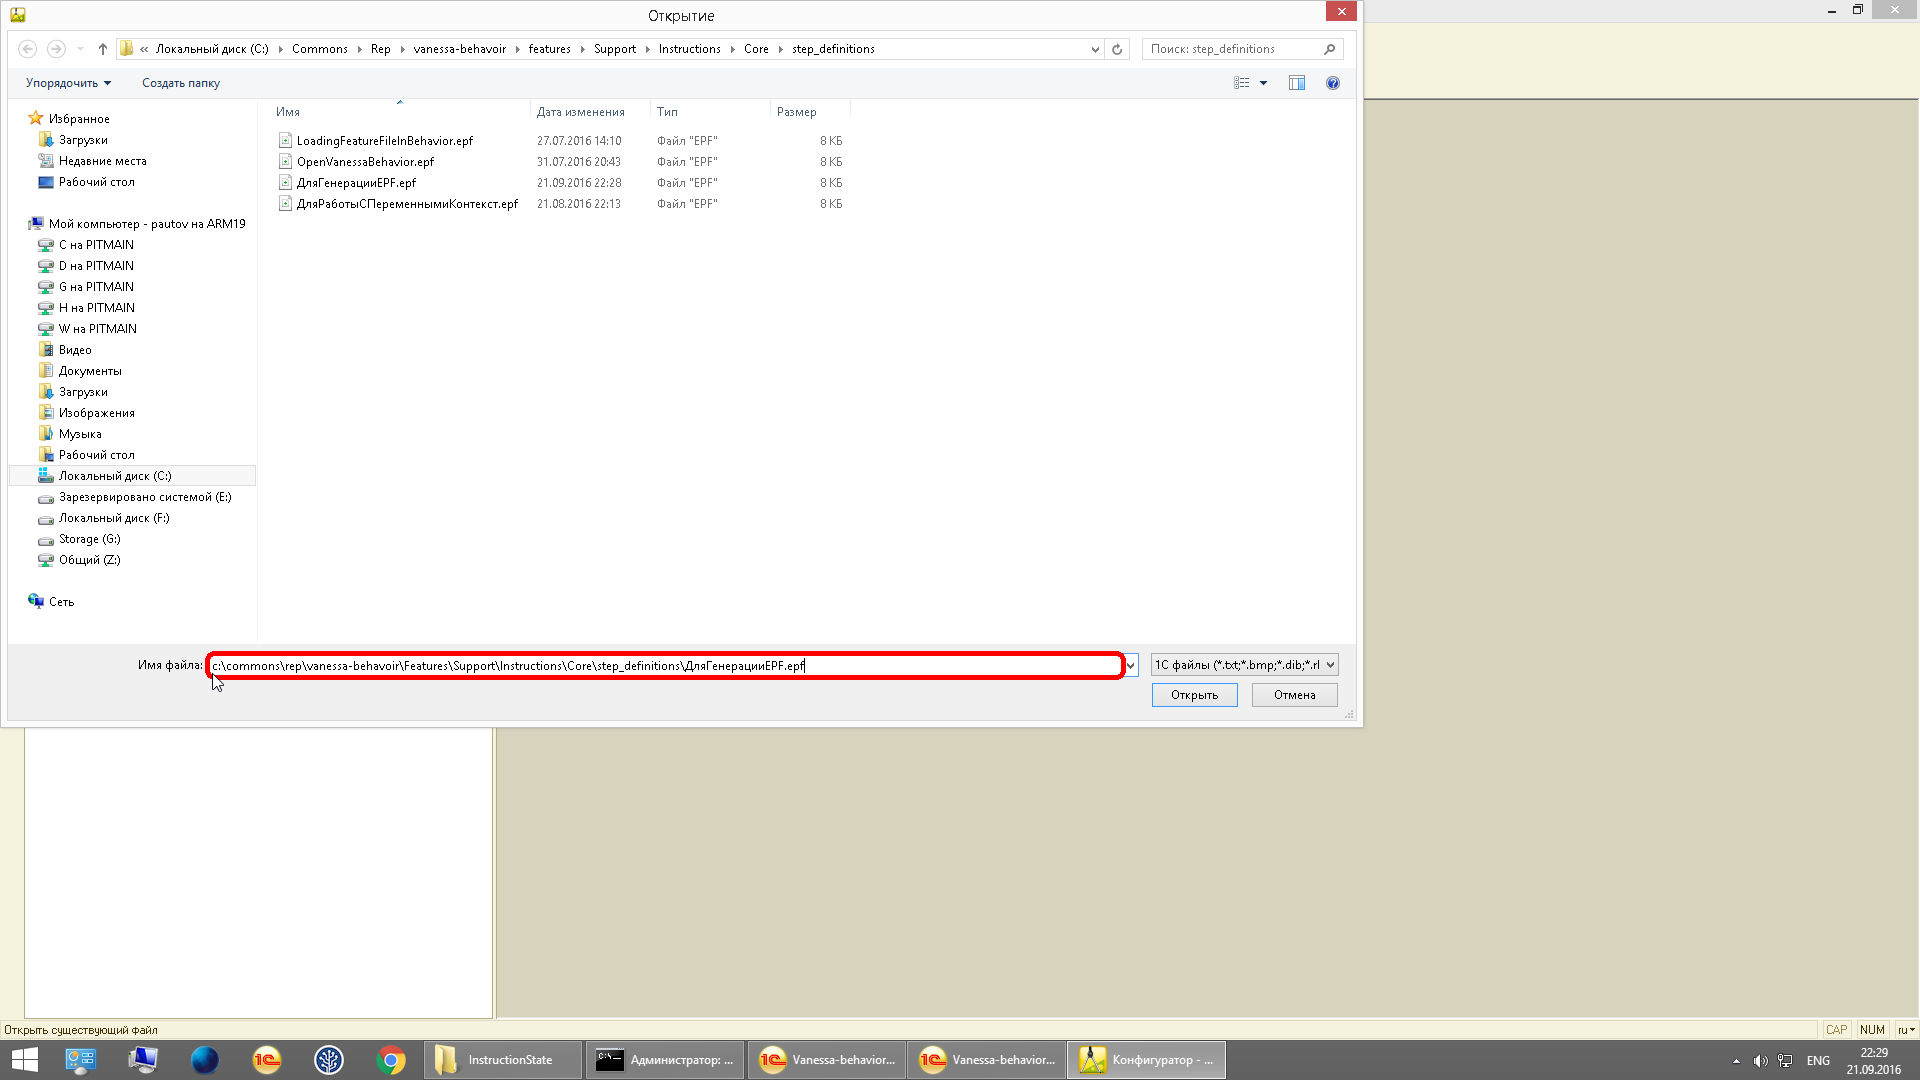 Открытие
« Локальный диск (C:) Commons Rep vanessa-behavoir features Support Instructions Core step_definitions
Поиск: step_definitions
Упорядочить Создать папку
Имя Дата изменения Тип Размер
LoadingFeatureFileInBehavior.epf 27.07.2016 14:10 Файл "EPF" 8 КБ
OpenVanessaBehavior.epf 31.07.2016 20:43 Файл "EPF" 8 КБ
ДляГенерацииEPF.epf 21.09.2016 22:28 Файл "EPF" 8 КБ
ДляРаботыСПеременнымиКонтекст.epf 21.08.2016 22:13 Файл "EPF" 8 КБ
Избранное
Загрузки
Недавние места
Рабочий стол
Мой компьютер - pautov на ARM19
C на PITMAIN
D на PITMAIN
G на PITMAIN
H на PITMAIN
W на PITMAIN
Видео
Документы
Загрузки
Изображения
Музыка
Рабочий стол
Локальный диск (C:)
Зарезервировано системой (E:)
Локальный диск (F:)
Storage (G:)
Общий (Z:)
Сеть
Имя файла: c:\commons\rep\vanessa-behavoir\Features\Support\Instructions\Core\step_definitions\ДляГенерацииEPF.epf
1С файлы (*.txt;*.bmp;*.dib;*.rl
Открыть Отмена
Открыть существующий файл
CAP NUM ru
InstructionState
Администратор: ...
Vanessa-behavior...
Vanessa-behavior...
Конфигуратор - ...
ENG
22:29
21.09.2016